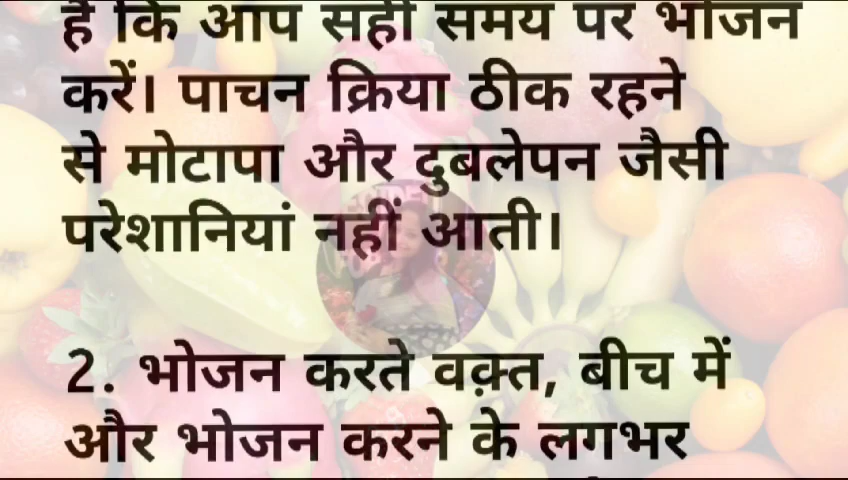 है कि आप सही समय पर भोजन
करें। पाचन क्रिया ठीक रहने
से मोटापा और दुबलेपन जैसी
परेशानियां नहीं आती।
2. भोजन करते वक़्त, बीच में
और भोजन करने के लगभग